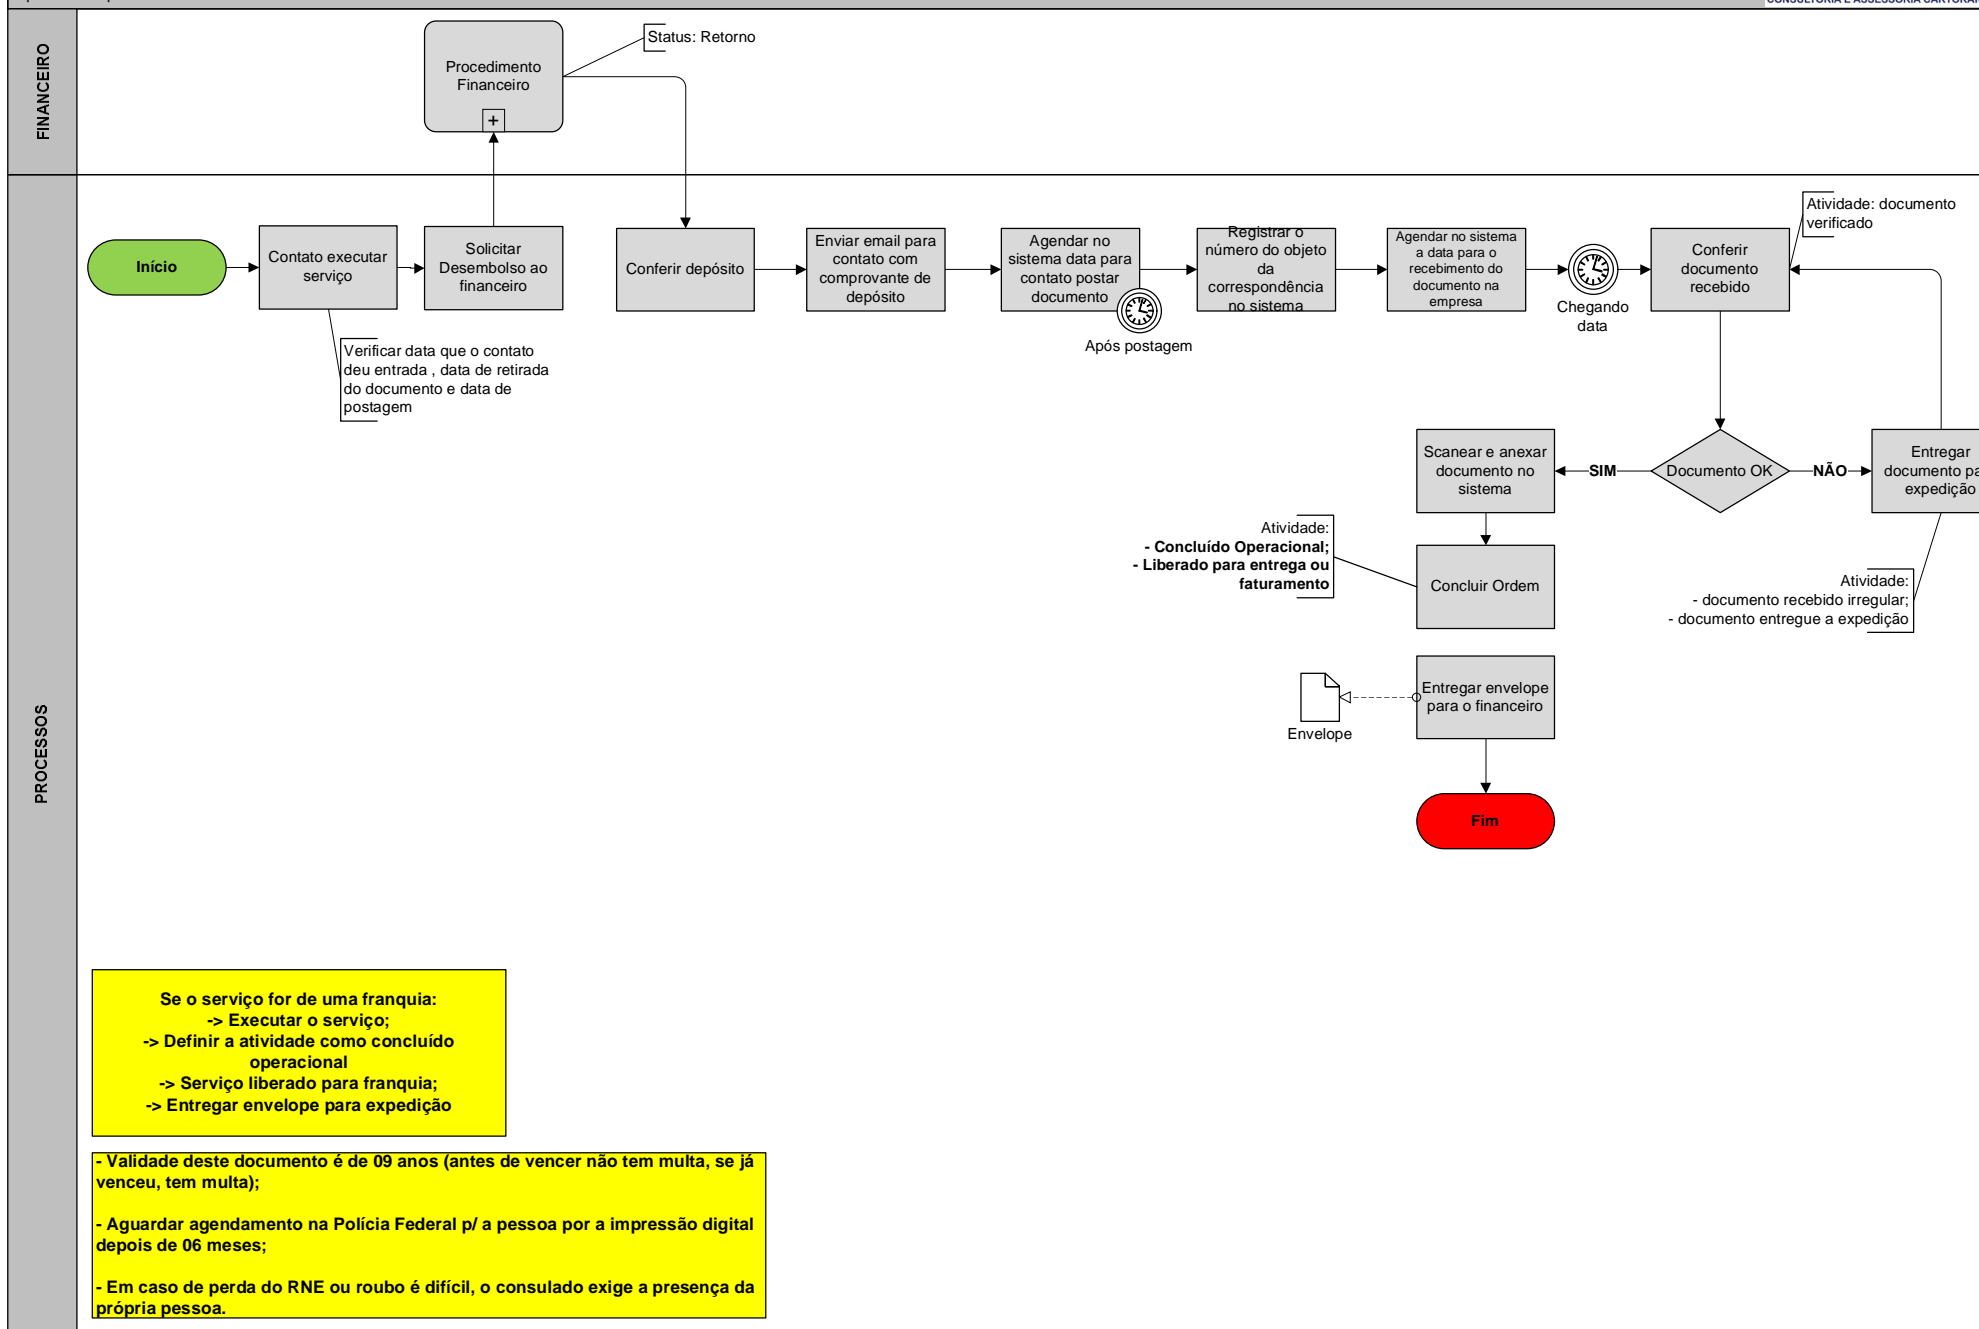 CONSULTORIA E ASSESSORIA
FINANCEIRO
Procedimento
Financeiro
+
Status: Retorno
PROCESSOS
Início
Contato executar
serviço
Solicitar
Desembolso ao
financeiro
Conferir depósito
Enviar email para
contato com
comprovante de
depósito
Agendar no
sistema data para
contato postar
documento
Após postagem
Registrar o
número do objeto
da
correspondência
no sistema
Agendar no sistema
a data para o
recebimento do
documento na
empresa
Chegando
data
Conferir
documento
recebido
Atividade: documento
verificado
Verificar data que o contato
deu entrada , data de retirada
do documento e data de
postagem
Scanear e anexar
documento no
sistema
SIM
Documento OK
NÃO
Entregar
documento pa
expedição
Atividade:
- Concluído Operacional;
- Liberado para entrega ou
faturamento
Concluir Ordem
Atividade:
- documento recebido irregular;
- documento entregue a expedição
Envelope
Entregar envelope
para o financeiro
Fim
Se o serviço for de uma franquia:
-> Executar o serviço;
-> Definir a atividade como concluído
operacional
-> Serviço liberado para franquia;
-> Entregar envelope para expedição
- Validade deste documento é de 09 anos (antes de vencer não tem multa, se já
venceu, tem multa);
- Aguardar agendamento na Polícia Federal p/ a pessoa por a impressão digital
depois de 06 meses;
- Em caso de perda do RNE ou roubo é difícil, o consulado exige a presença da
própria pessoa.